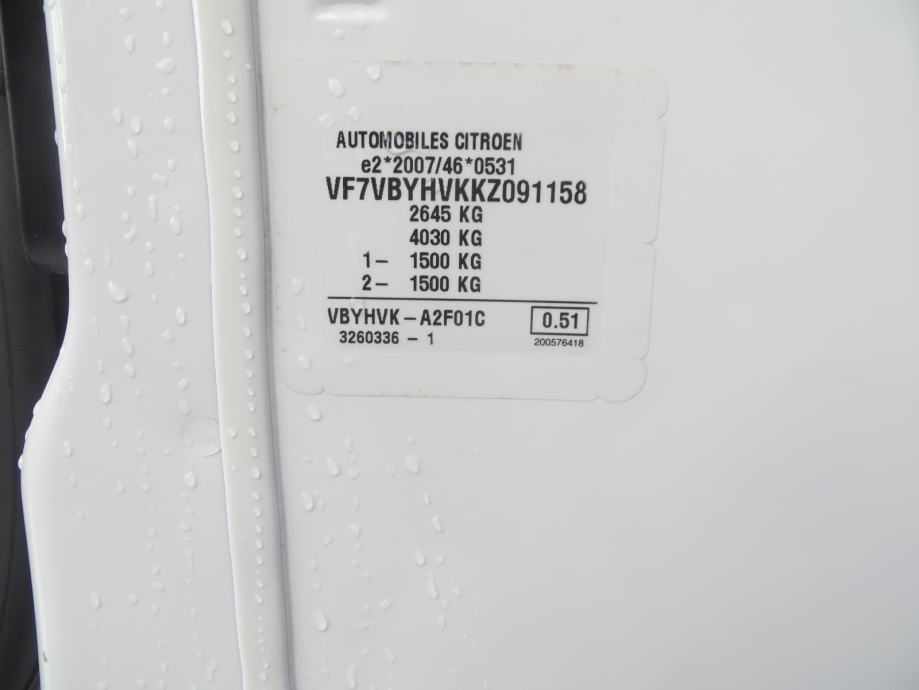 AUTOMOBILES CITROEN
e2*2007/46*0531
VF7VBYHVKKZ091158
2645 KG
4030 KG
1- 1500 KG
2- 1500 KG
VBYHVK-A2F01C 0.51
3260336 - 1 200576418